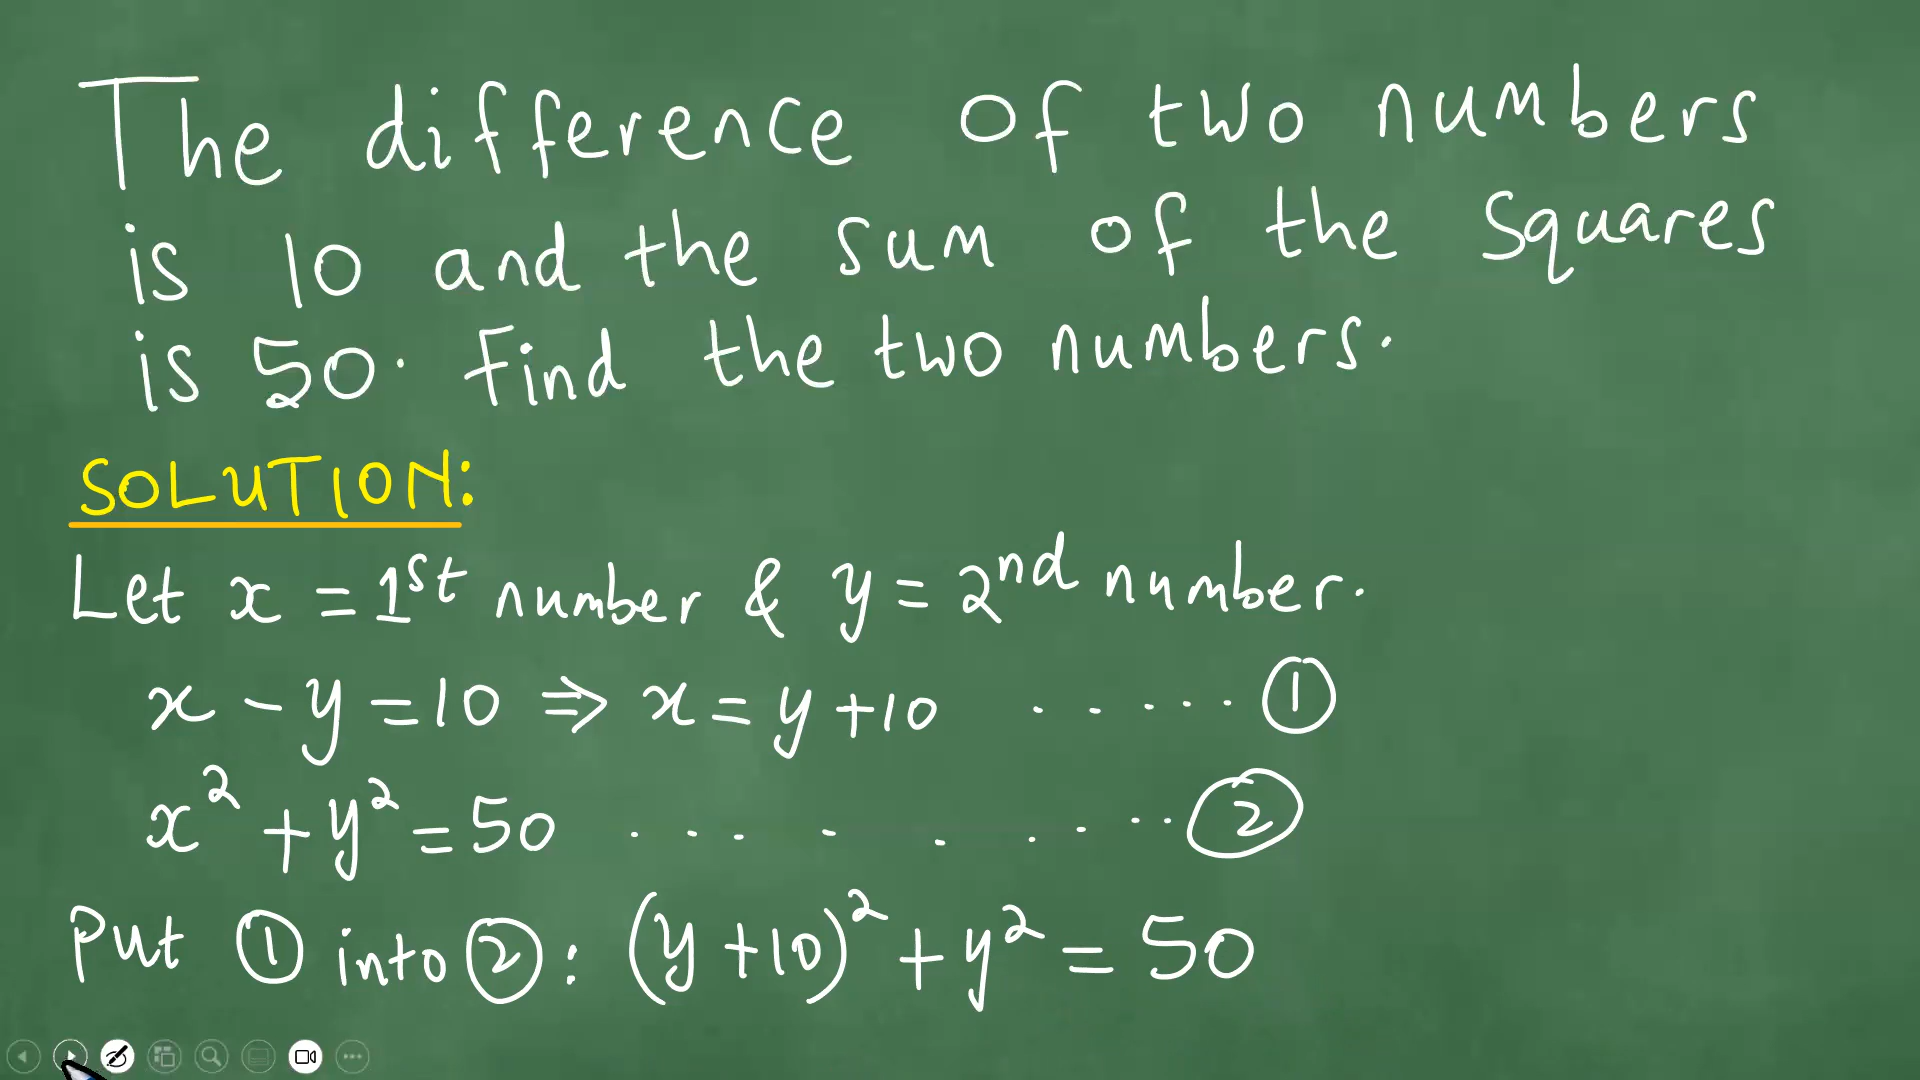 The difference of two numbers
is 10 and the sum of the squares
is 50. Find the two numbers.
SOLUTION:
Let x = 1st number & y = 2nd number.
x - y = 10 ⇒ x = y + 10 ..... ①
x² + y² = 50 ......... ②
Put ① into ②: (y + 10)² + y² = 50